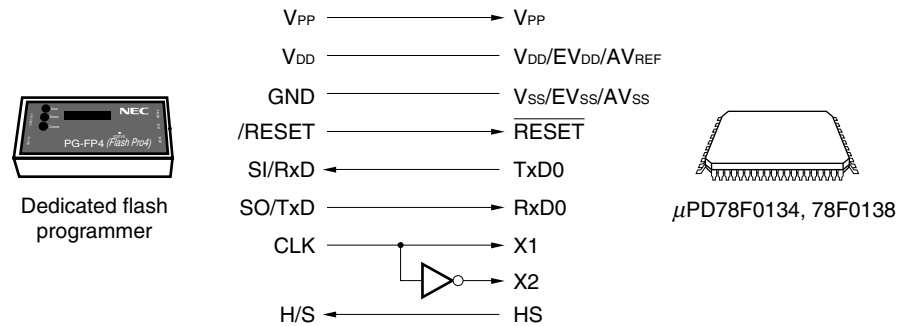 VPP VPP
VDD VDD/EVDD/AVREF
GND VSS/EVSS/AVSS
/RESET RESET
SI/RxD TxD0
SO/TxD RxD0
CLK X1
X2
H/S HS
NEC
PG-FP4 (Flash Pro4)
Dedicated flash
programmer
μPD78F0134, 78F0138